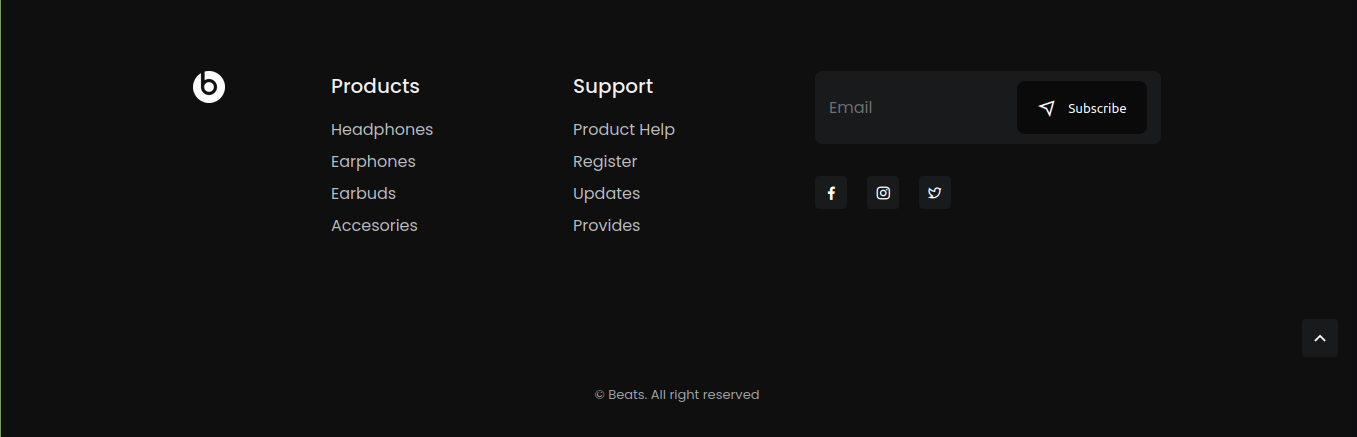 Products
Headphones
Earphones
Earbuds
Accesories
Support
Product Help
Register
Updates
Provides
Email
Subscribe
© Beats. All right reserved